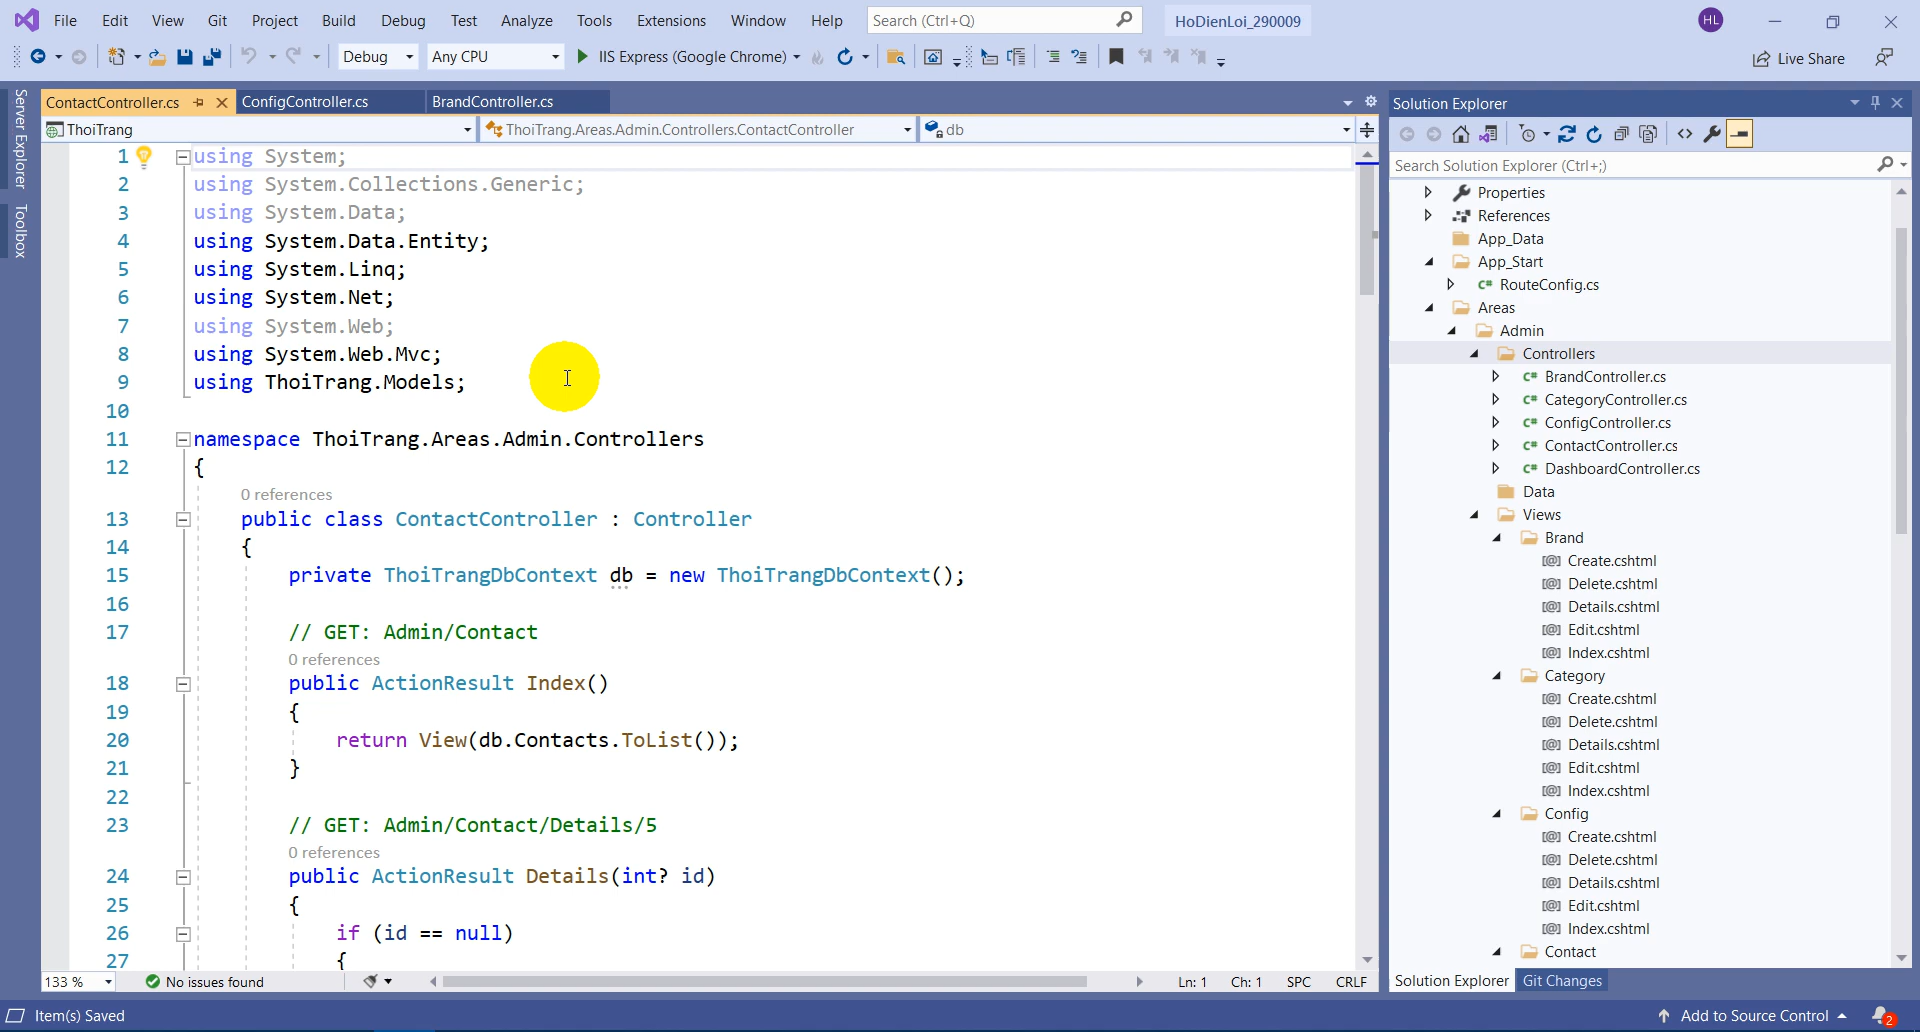 File Edit View Git Project Build Debug Test Analyze Tools Extensions Window Help Search (Ctrl+Q) HoDienLoi_290009 HL
Debug Any CPU IIS Express (Google Chrome) Live Share
Server Explorer
Toolbox
ContactController.cs ConfigController.cs BrandController.cs
ThoiTrang ThoiTrang.Areas.Admin.Controllers.ContactController db
1 using System;
2 using System.Collections.Generic;
3 using System.Data;
4 using System.Data.Entity;
5 using System.Linq;
6 using System.Net;
7 using System.Web;
8 using System.Web.Mvc;
9 using ThoiTrang.Models;
10
11 namespace ThoiTrang.Areas.Admin.Controllers
12 {
0 references
13 public class ContactController : Controller
14 {
15 private ThoiTrangDbContext db = new ThoiTrangDbContext();
16
17 // GET: Admin/Contact
0 references
18 public ActionResult Index()
19 {
20 return View(db.Contacts.ToList());
21 }
22
23 // GET: Admin/Contact/Details/5
0 references
24 public ActionResult Details(int? id)
25 {
26 if (id == null)
27 {
133 % No issues found Ln: 1 Ch: 1 SPC CRLF
Solution Explorer
Search Solution Explorer (Ctrl+;)
Properties
References
App_Data
App_Start
C# RouteConfig.cs
Areas
Admin
Controllers
C# BrandController.cs
C# CategoryController.cs
C# ConfigController.cs
C# ContactController.cs
C# DashboardController.cs
Data
Views
Brand
[@] Create.cshtml
[@] Delete.cshtml
[@] Details.cshtml
[@] Edit.cshtml
[@] Index.cshtml
Category
[@] Create.cshtml
[@] Delete.cshtml
[@] Details.cshtml
[@] Edit.cshtml
[@] Index.cshtml
Config
[@] Create.cshtml
[@] Delete.cshtml
[@] Details.cshtml
[@] Edit.cshtml
[@] Index.cshtml
Contact
Solution Explorer Git Changes
Item(s) Saved Add to Source Control 2